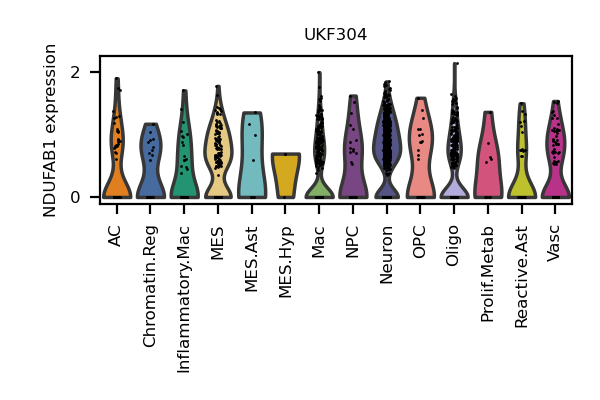 UKF304
NDUFAB1 expression
2
0
AC
Chromatin.Reg
Inflammatory.Mac
MES
MES.Ast
MES.Hyp
Mac
NPC
Neuron
OPC
Oligo
Prolif.Metab
Reactive.Ast
Vasc